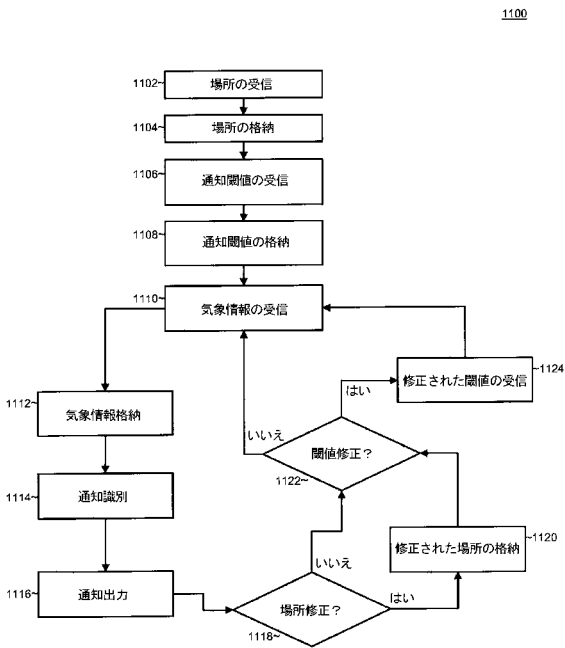 1100
1102~ 場所の受信
1104~ 場所の格納
1106~ 通知閾値の受信
1108~ 通知閾値の格納
1110~ 気象情報の受信
修正された閾値の受信 ~1124
はい
1112~ 気象情報格納
いいえ
閾値修正？
1122~
1114~ 通知識別
修正された場所の格納 ~1120
いいえ
1116~ 通知出力
場所修正？
はい
1118~